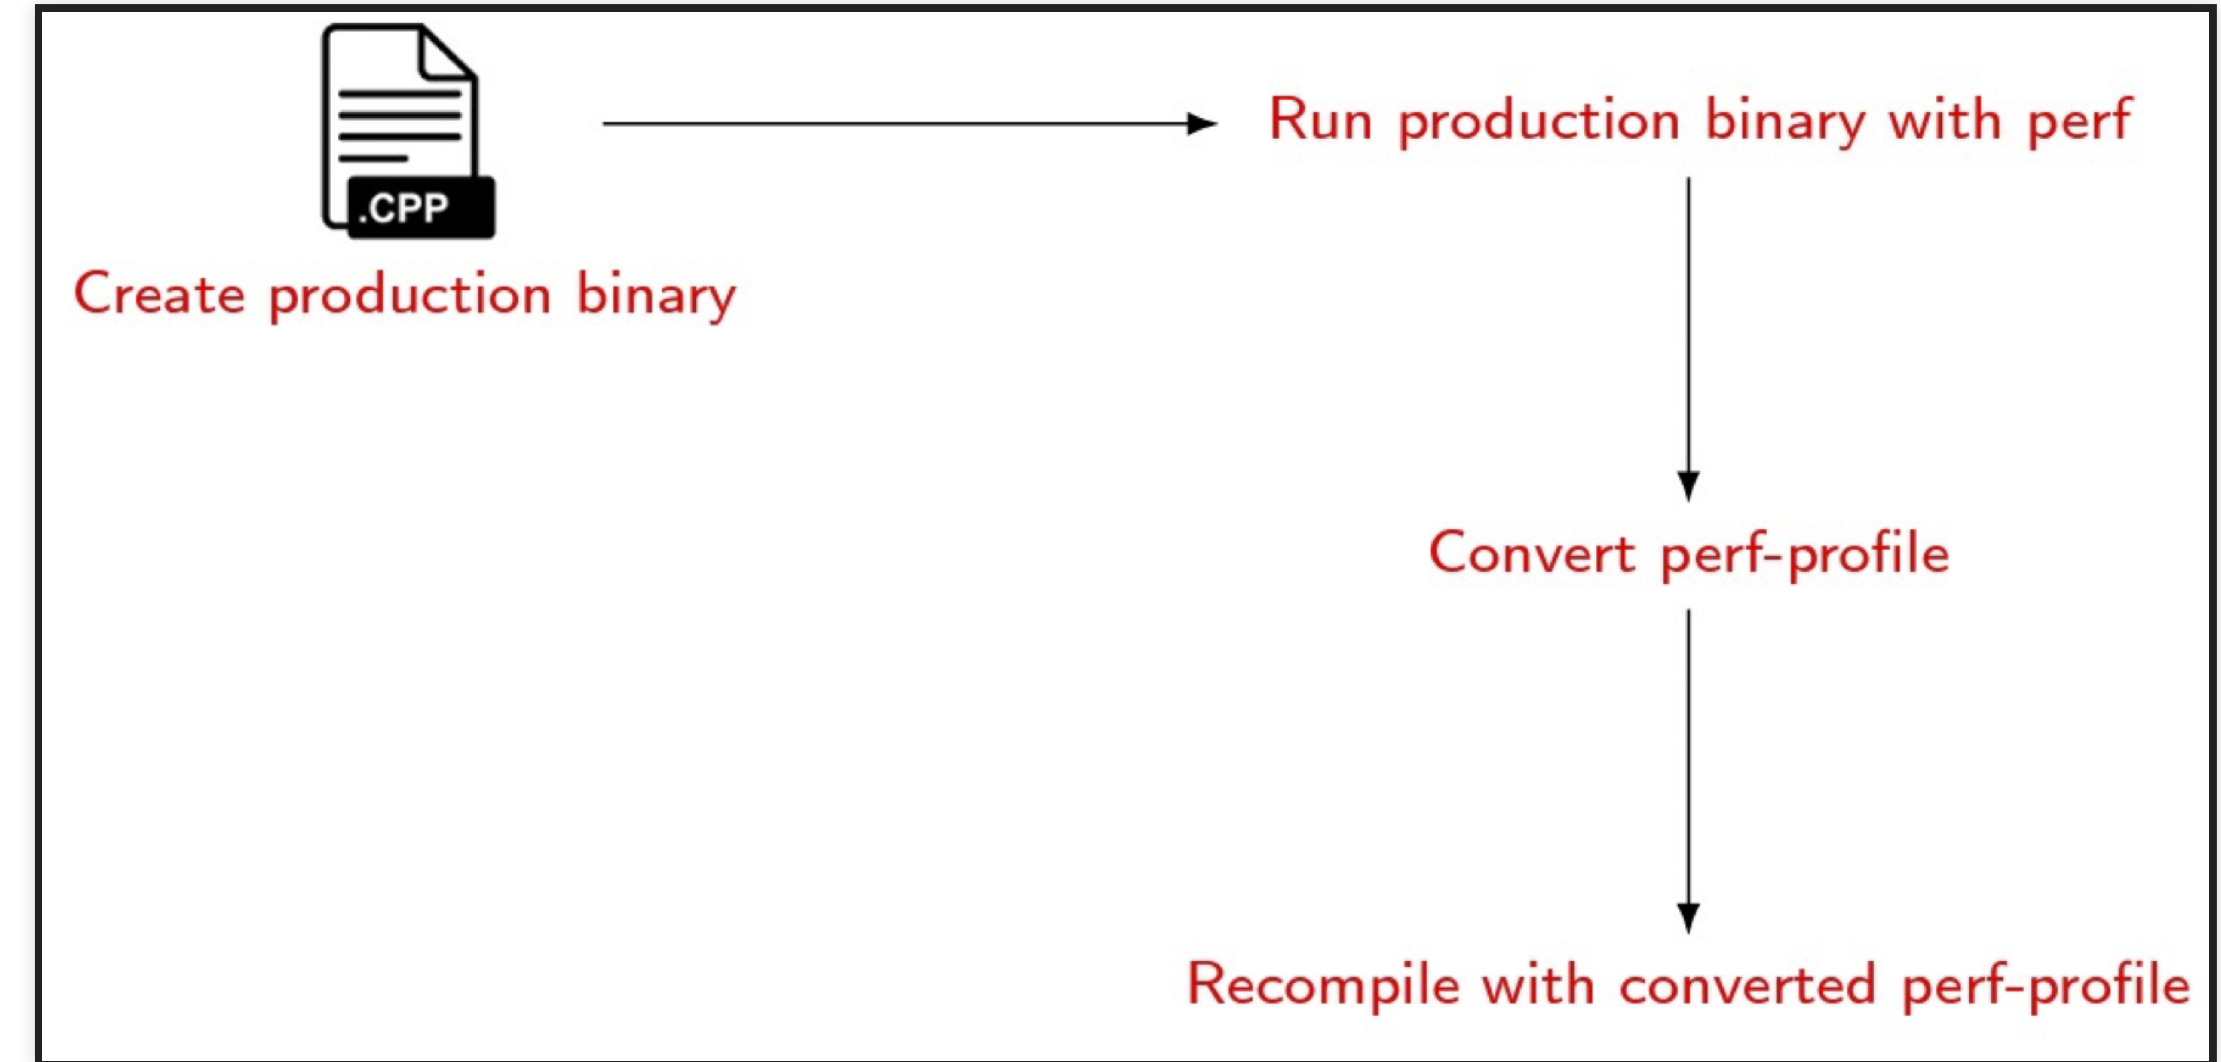 .CPP
Create production binary
Run production binary with perf
Convert perf-profile
Recompile with converted perf-profile